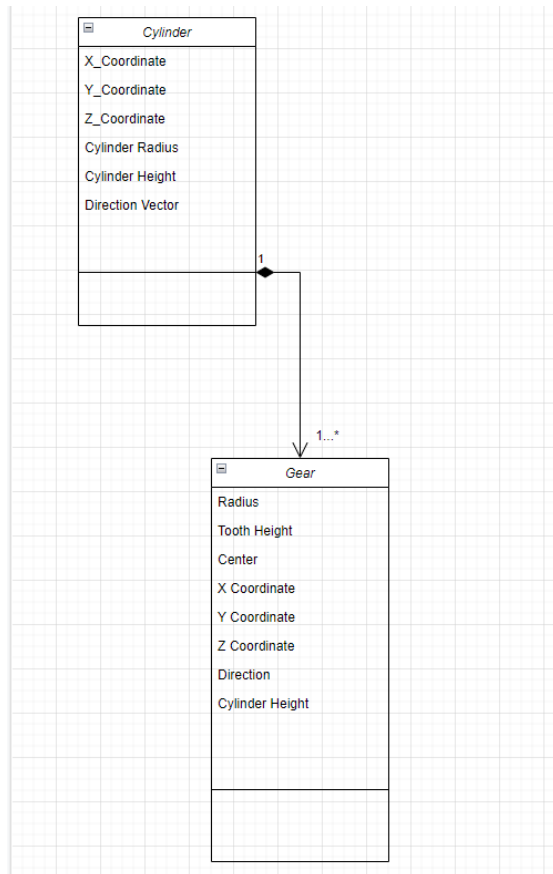 Cylinder
X_Coordinate
Y_Coordinate
Z_Coordinate
Cylinder Radius
Cylinder Height
Direction Vector
1
1...*
Gear
Radius
Tooth Height
Center
X Coordinate
Y Coordinate
Z Coordinate
Direction
Cylinder Height